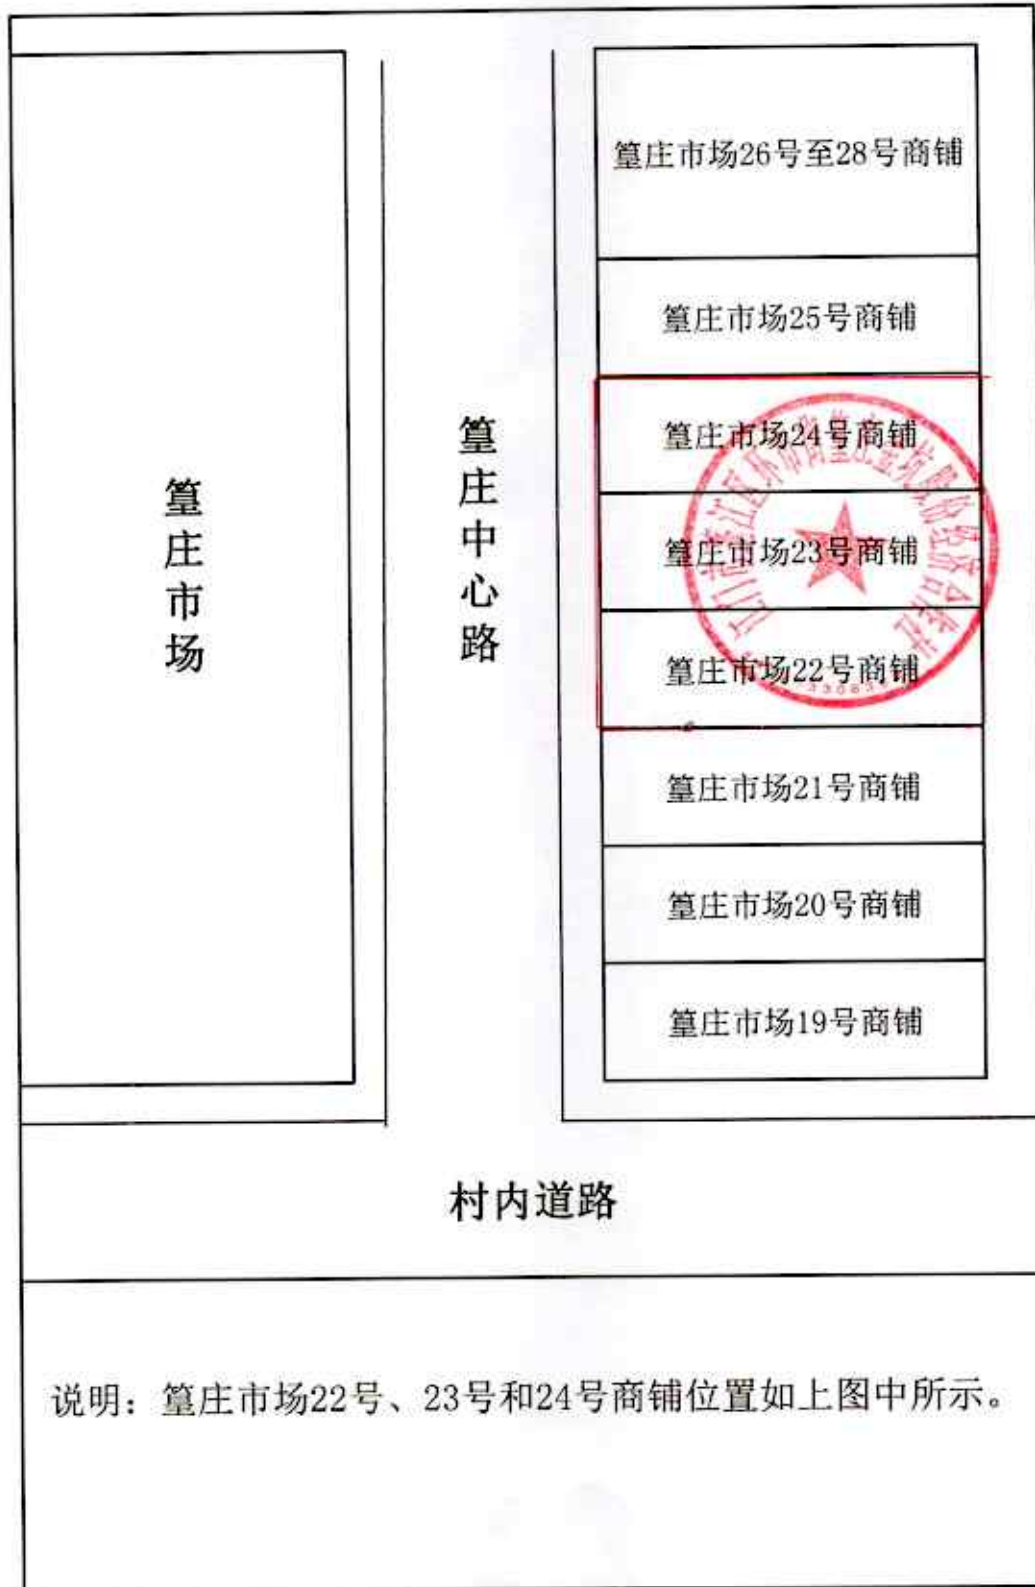 篁庄市场26号至28号商铺
篁庄市场25号商铺
篁庄市场24号商铺
篁庄市场23号商铺
篁庄市场22号商铺
篁庄市场21号商铺
篁庄市场20号商铺
篁庄市场19号商铺
篁庄市场
篁庄中心路
村内道路
说明：篁庄市场22号、23号和24号商铺位置如上图中所示。